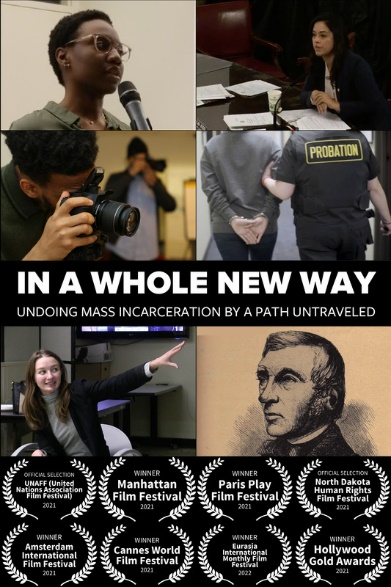 PROBATION
IN A WHOLE NEW WAY
UNDOING MASS INCARCERATION BY A PATH UNTRAVELED
OFFICIAL SELECTION
UNAFF (United
Nations Association
Film Festival)
2021
WINNER
Manhattan
Film Festival
2021
WINNER
Paris Play
Film Festival
2021
OFFICIAL SELECTION
North Dakota
Human Rights
Film Festival
2021
WINNER
Amsterdam
International
Film Festival
2021
WINNER
Cannes World
Film Festival
2021
WINNER
Eurasia
International
Monthly Film
Festival
2022
WINNER
Hollywood
Gold Awards
2021